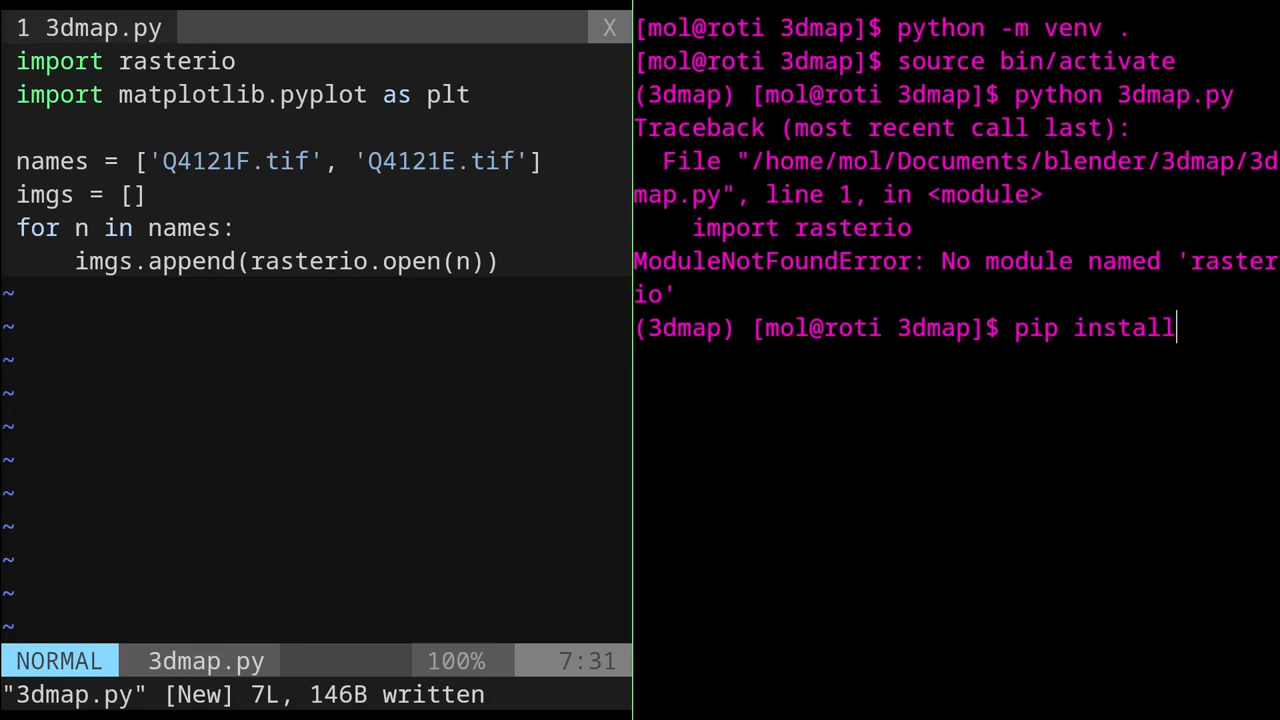 1 3dmap.py X
import rasterio
import matplotlib.pyplot as plt
names = ['Q4121F.tif', 'Q4121E.tif']
imgs = []
for n in names:
    imgs.append(rasterio.open(n))
~
~
~
~
~
~
~
~
~
~
~
NORMAL 3dmap.py 100% 7:31
"3dmap.py" [New] 7L, 146B written
[mol@roti 3dmap]$ python -m venv .
[mol@roti 3dmap]$ source bin/activate
(3dmap) [mol@roti 3dmap]$ python 3dmap.py
Traceback (most recent call last):
  File "/home/mol/Documents/blender/3dmap/3d
map.py", line 1, in <module>
    import rasterio
ModuleNotFoundError: No module named 'raster
io'
(3dmap) [mol@roti 3dmap]$ pip install